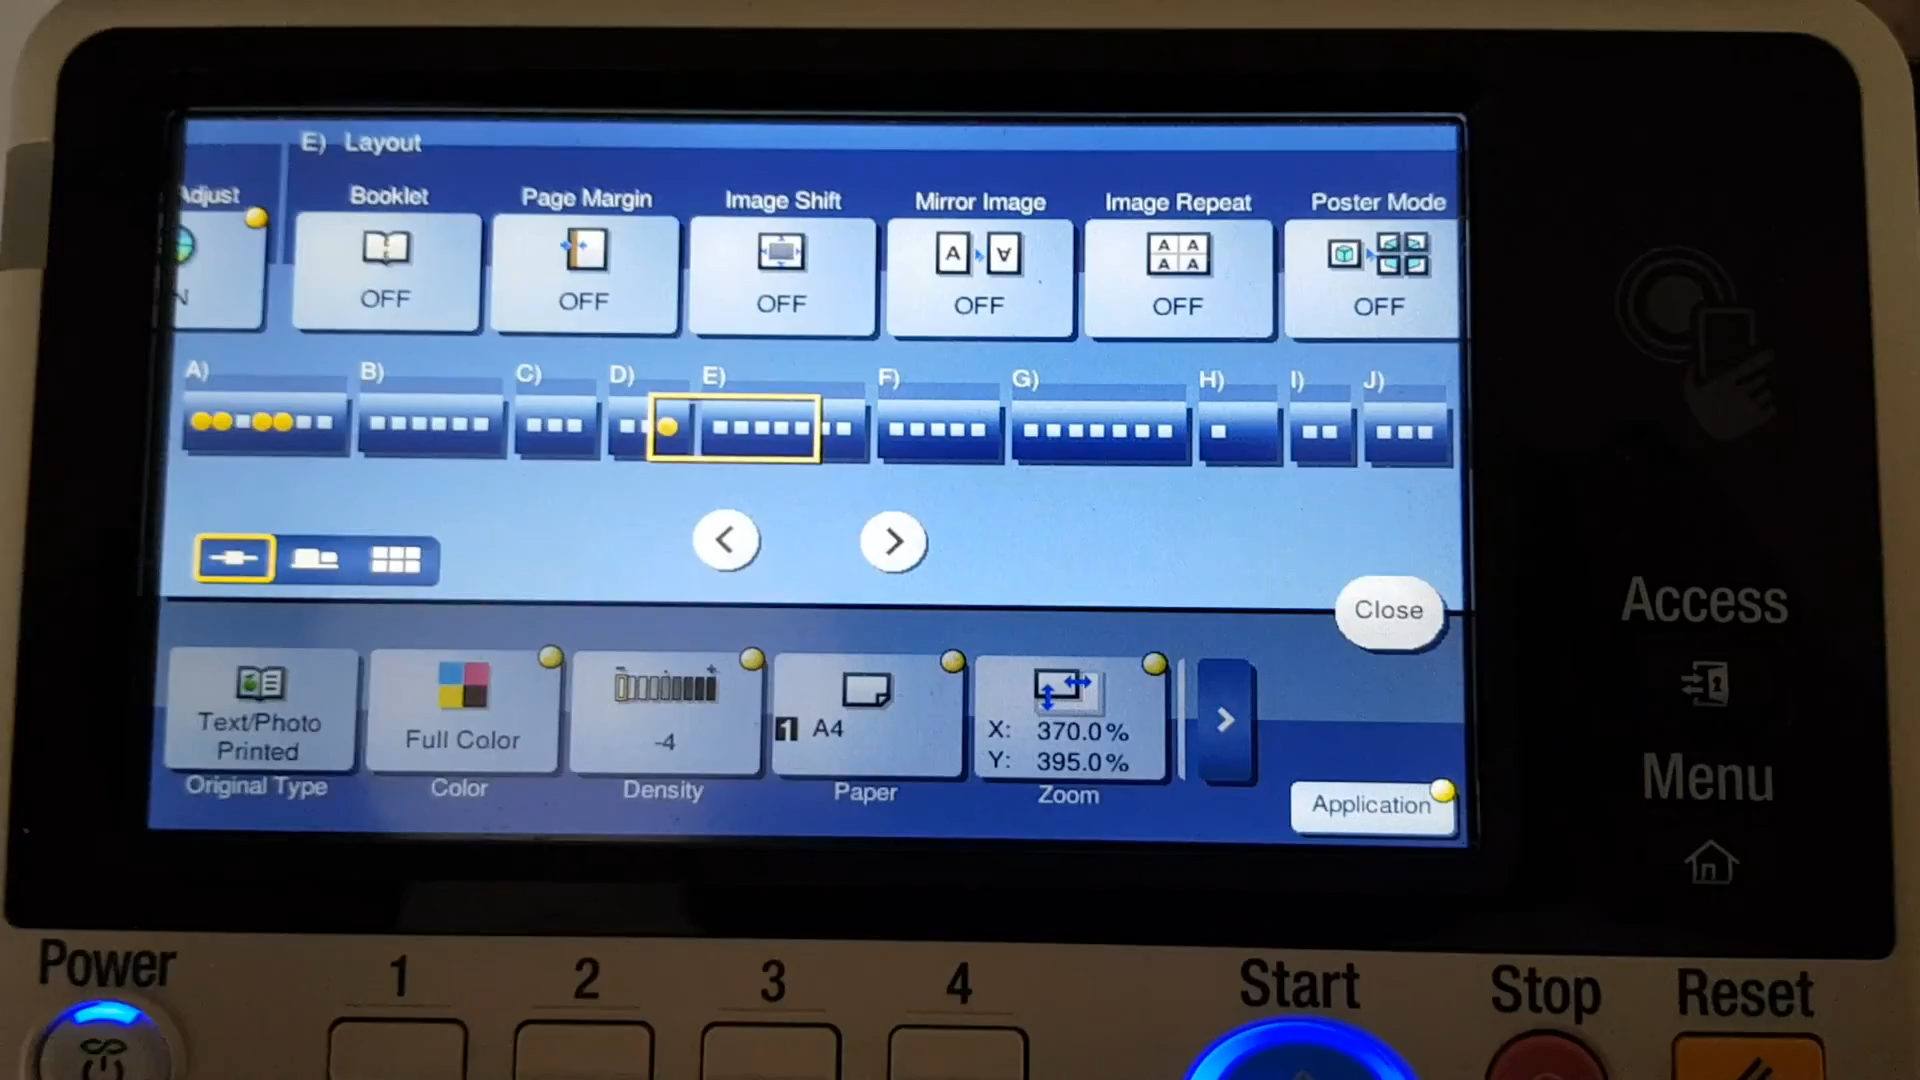 E) Layout
Adjust
Booklet
Page Margin
Image Shift
Mirror Image
Image Repeat
Poster Mode
N
OFF
OFF
OFF
A A
OFF
A A
A A
OFF
OFF
A)
B)
C)
D)
E)
F)
G)
H)
I)
J)
Close
Text/Photo
Printed
Original Type
Full Color
Color
-4
Density
1 A4
Paper
X: 370.0%
Y: 395.0%
Zoom
Application
Access
Menu
Power
1
2
3
4
Start
Stop
Reset